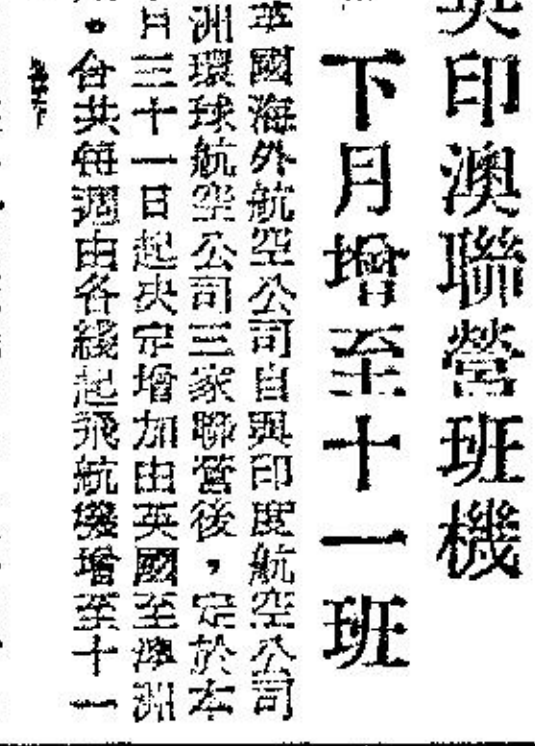 英印澳聯營班機
下月增至十一班
英國海外航空公司自與印度航空公司
洲環球航空公司三家聯營後，定於本
月三十一日起決定增加由英國至澳洲
。合共每週由各綫起飛航機增至十一